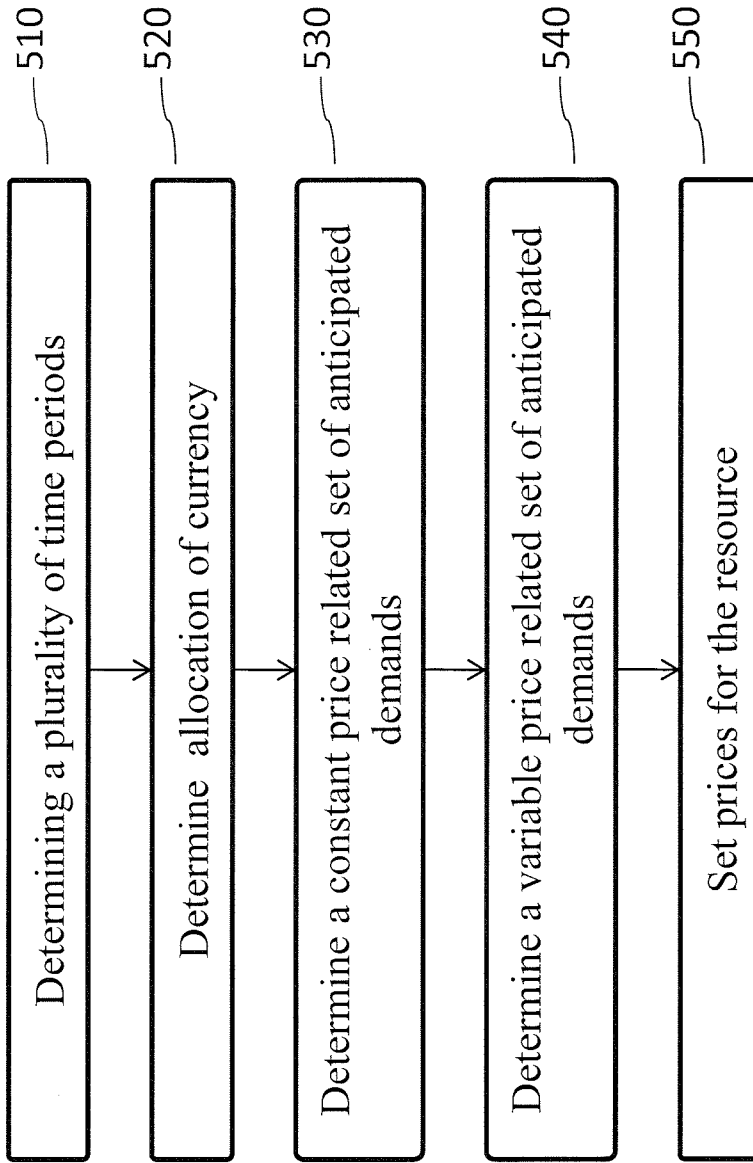 Determining a plurality of time periods
510
Determine allocation of currency
520
Determine a constant price related set of anticipated
demands
530
Determine a variable price related set of anticipated
demands
540
Set prices for the resource
550